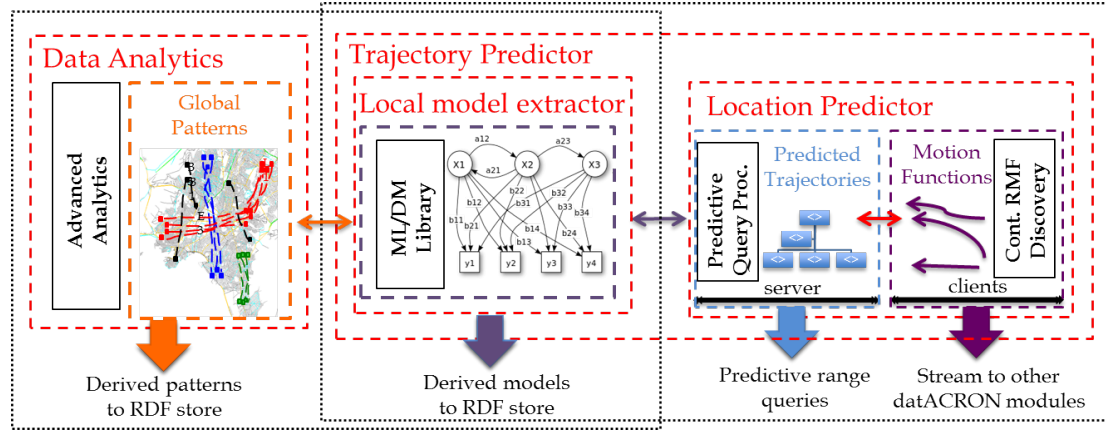 Data Analytics
Advanced
Analytics
Global
Patterns
Derived patterns
to RDF store
Trajectory Predictor
Local model extractor
ML/DM
Library
a12
a23
X1
X2
X3
a21
b22
b32
b12
b31
b33
b34
b11
b21
b14
b24
b13
y1
y2
y3
y4
Derived models
to RDF store
Location Predictor
Predictive
Query Proc.
Predicted
Trajectories
<>
<>
<>
<>
<>
server
Motion
Functions
Cont. RMF
Discovery
clients
Predictive range
queries
Stream to other
datACRON modules